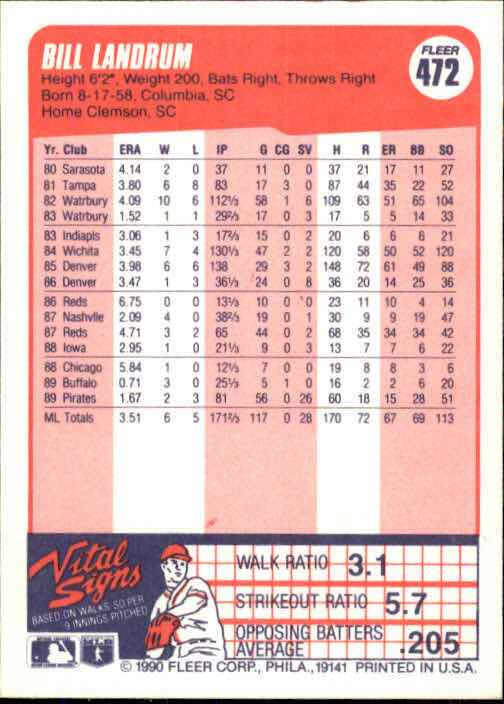 BILL LANDRUM
FLEER
472
Height 6'2", Weight 200, Bats Right, Throws Right
Born 8-17-58, Columbia, SC
Home Clemson, SC
Yr. Club ERA W L IP G CG SV H R ER BB SO
80 Sarasota 4.14 2 0 37 11 0 0 37 21 17 11 27
81 Tampa 3.80 6 8 83 17 3 0 87 44 35 22 52
82 Watrbury 4.09 10 6 112⅓ 58 1 6 109 63 51 65 104
83 Watrbury 1.52 1 1 29⅔ 17 0 3 17 5 5 14 33
83 Indiapls 3.06 1 3 17⅔ 15 0 2 20 6 6 6 21
84 Wichita 3.45 7 4 130⅓ 47 2 2 120 58 50 52 120
85 Denver 3.98 6 6 138 29 3 2 148 72 61 49 88
86 Denver 3.47 1 3 36⅓ 24 0 8 36 20 14 25 36
86 Reds 6.75 0 0 13⅓ 10 0 0 23 11 10 4 14
87 Nashvlle 2.09 4 0 38⅔ 19 0 1 30 9 9 19 47
87 Reds 4.71 3 2 65 44 0 2 68 35 34 34 42
88 Iowa 2.95 1 0 21⅓ 9 0 3 13 7 7 6 22
88 Chicago 5.84 1 0 12⅓ 7 0 0 19 8 8 3 6
89 Buffalo 0.71 3 0 25⅓ 5 1 0 16 2 2 6 20
89 Pirates 1.67 2 3 81 56 0 26 60 18 15 28 51
ML Totals 3.51 6 5 171⅔ 117 0 28 170 72 67 69 113
Vital Signs
BASED ON WALKS, SO PER
9 INNINGS PITCHED
WALK RATIO 3.1
STRIKEOUT RATIO 5.7
OPPOSING BATTERS
AVERAGE .205
© 1990 FLEER CORP., PHILA., 19141 PRINTED IN U.S.A.